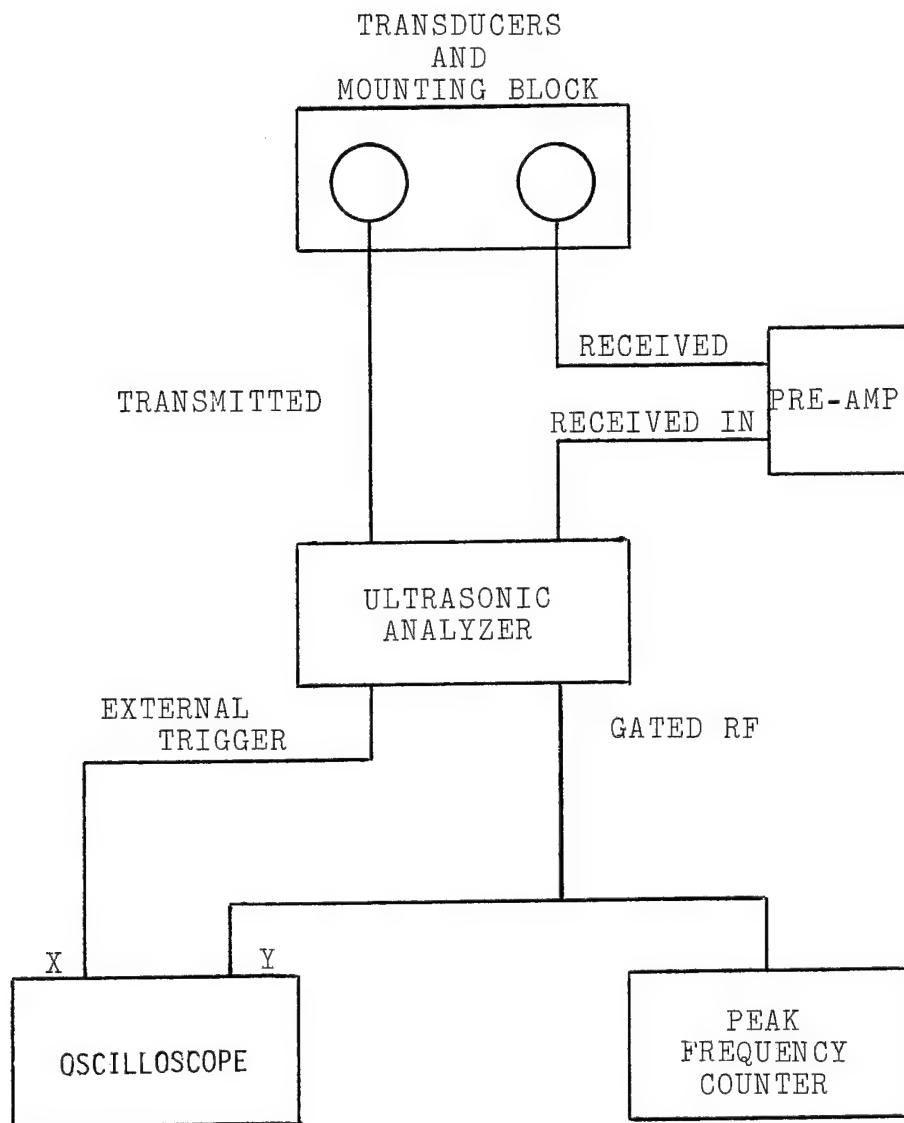 TRANSDUCERS
AND
MOUNTING BLOCK
RECEIVED
TRANSMITTED
PRE-AMP
RECEIVED IN
ULTRASONIC
ANALYZER
EXTERNAL
TRIGGER
GATED RF
X
Y
OSCILLOSCOPE
PEAK
FREQUENCY
COUNTER